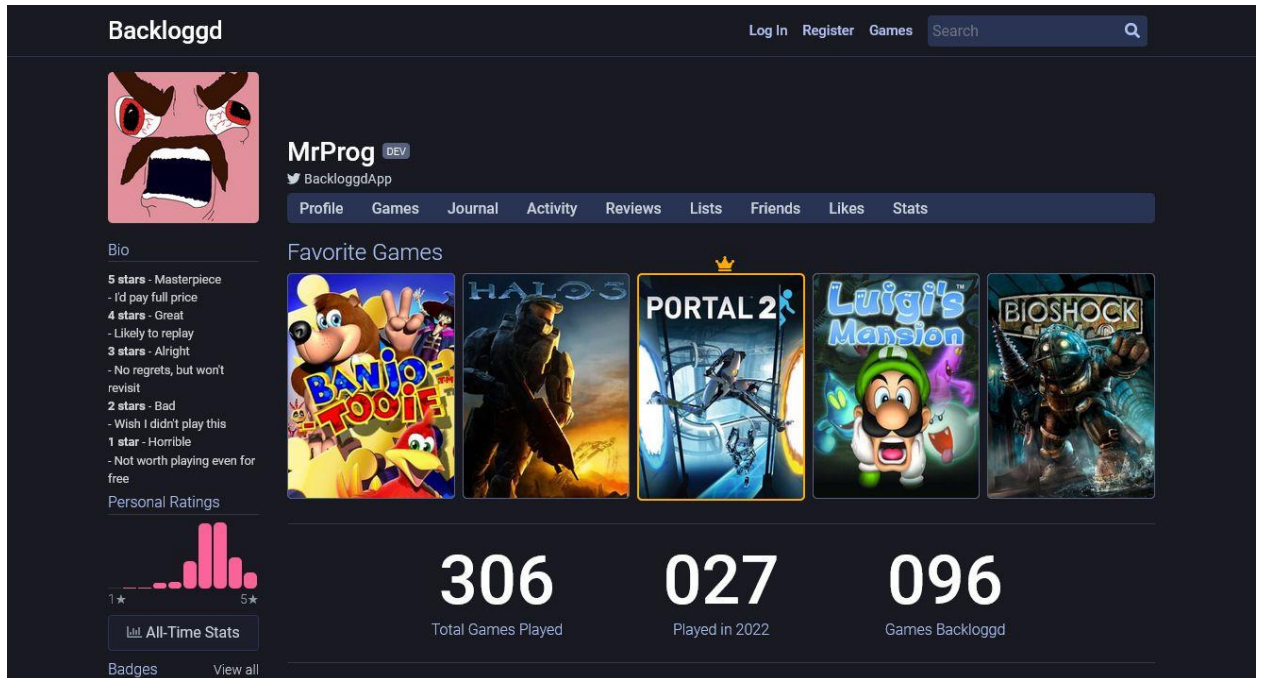 Backloggd
Log In Register Games Search
MrProg DEV
BackloggdApp
Profile Games Journal Activity Reviews Lists Friends Likes Stats
Bio
5 stars - Masterpiece
- I'd pay full price
4 stars - Great
- Likely to replay
3 stars - Alright
- No regrets, but won't
revisit
2 stars - Bad
- Wish I didn't play this
1 star - Horrible
- Not worth playing even for
free
Personal Ratings
1★ 5★
All-Time Stats
Badges View all
Favorite Games
BANJO-
TOOIE™
HALO 3
PORTAL 2
Luigi's™
Mansion
BIOSHOCK
306 027 096
Total Games Played Played in 2022 Games Backloggd